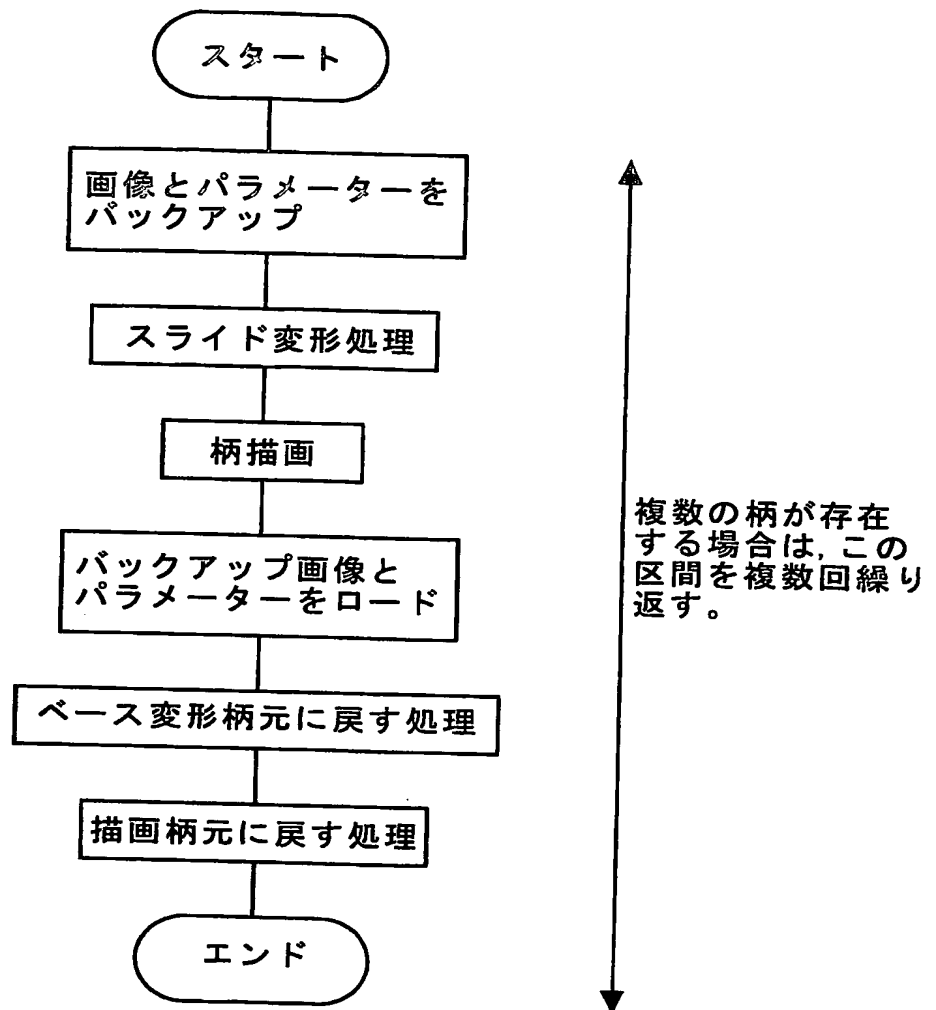 スタート
画像とパラメーターを
バックアップ
スライド変形処理
柄描画
バックアップ画像と
パラメーターをロード
ベース変形柄元に戻す処理
描画柄元に戻す処理
エンド
複数の柄が存在
する場合は,この
区間を複数回繰り
返す。